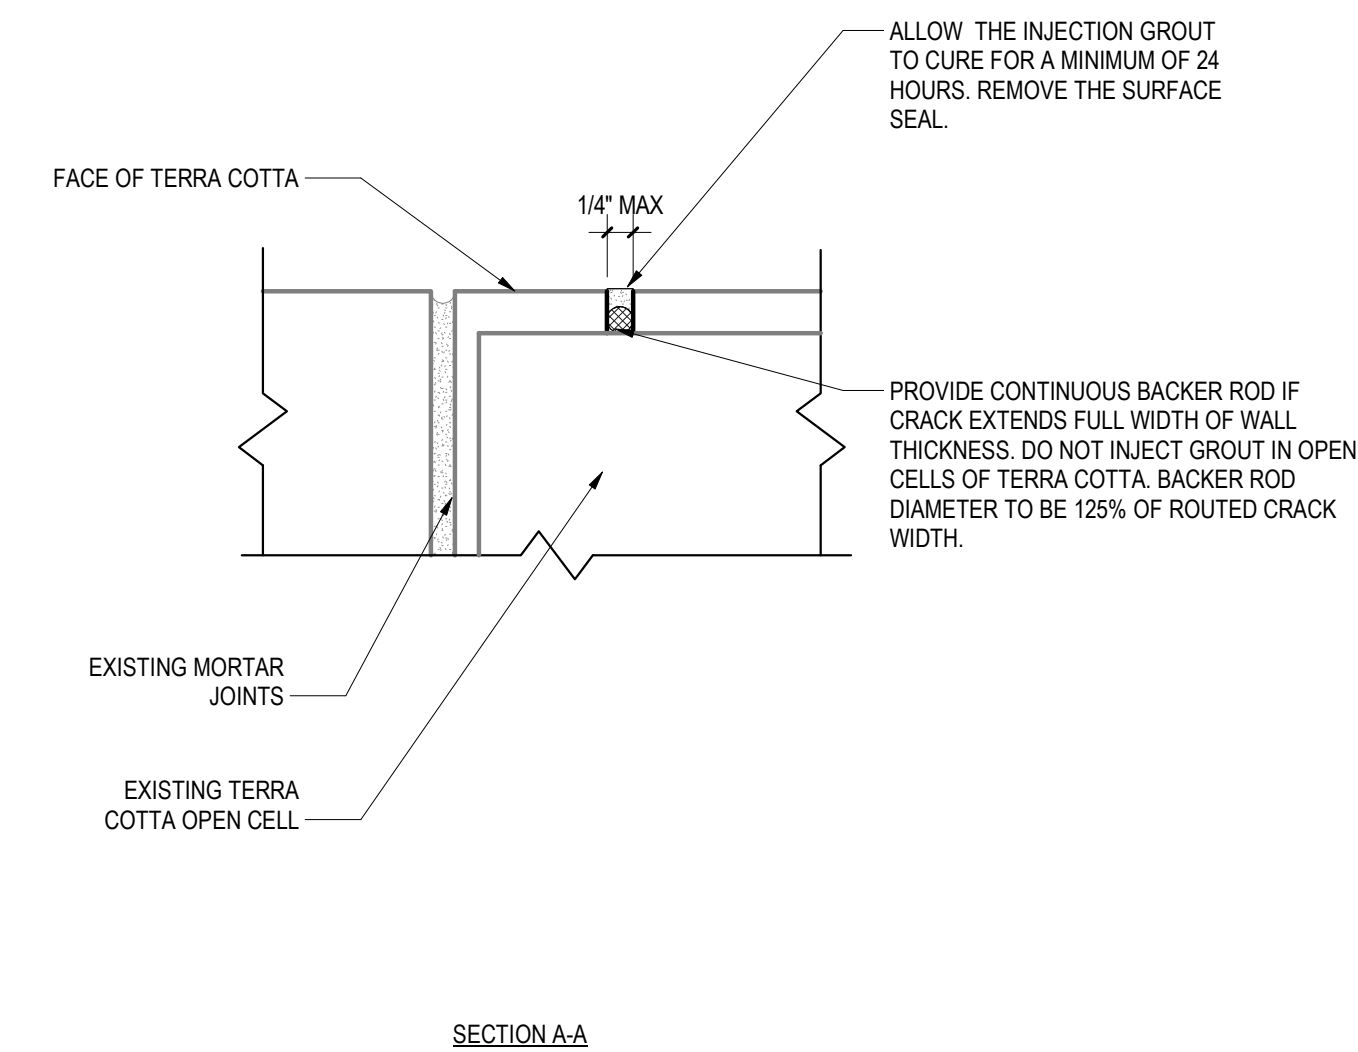 ALLOW THE INJECTION GROUT
TO CURE FOR A MINIMUM OF 24
HOURS. REMOVE THE SURFACE
SEAL.
FACE OF TERRA COTTA
1/4" MAX
PROVIDE CONTINUOUS BACKER ROD IF
CRACK EXTENDS FULL WIDTH OF WALL
THICKNESS. DO NOT INJECT GROUT IN OPEN
CELLS OF TERRA COTTA. BACKER ROD
DIAMETER TO BE 125% OF ROUTED CRACK
WIDTH.
EXISTING MORTAR
JOINTS
EXISTING TERRA
COTTA OPEN CELL
SECTION A-A